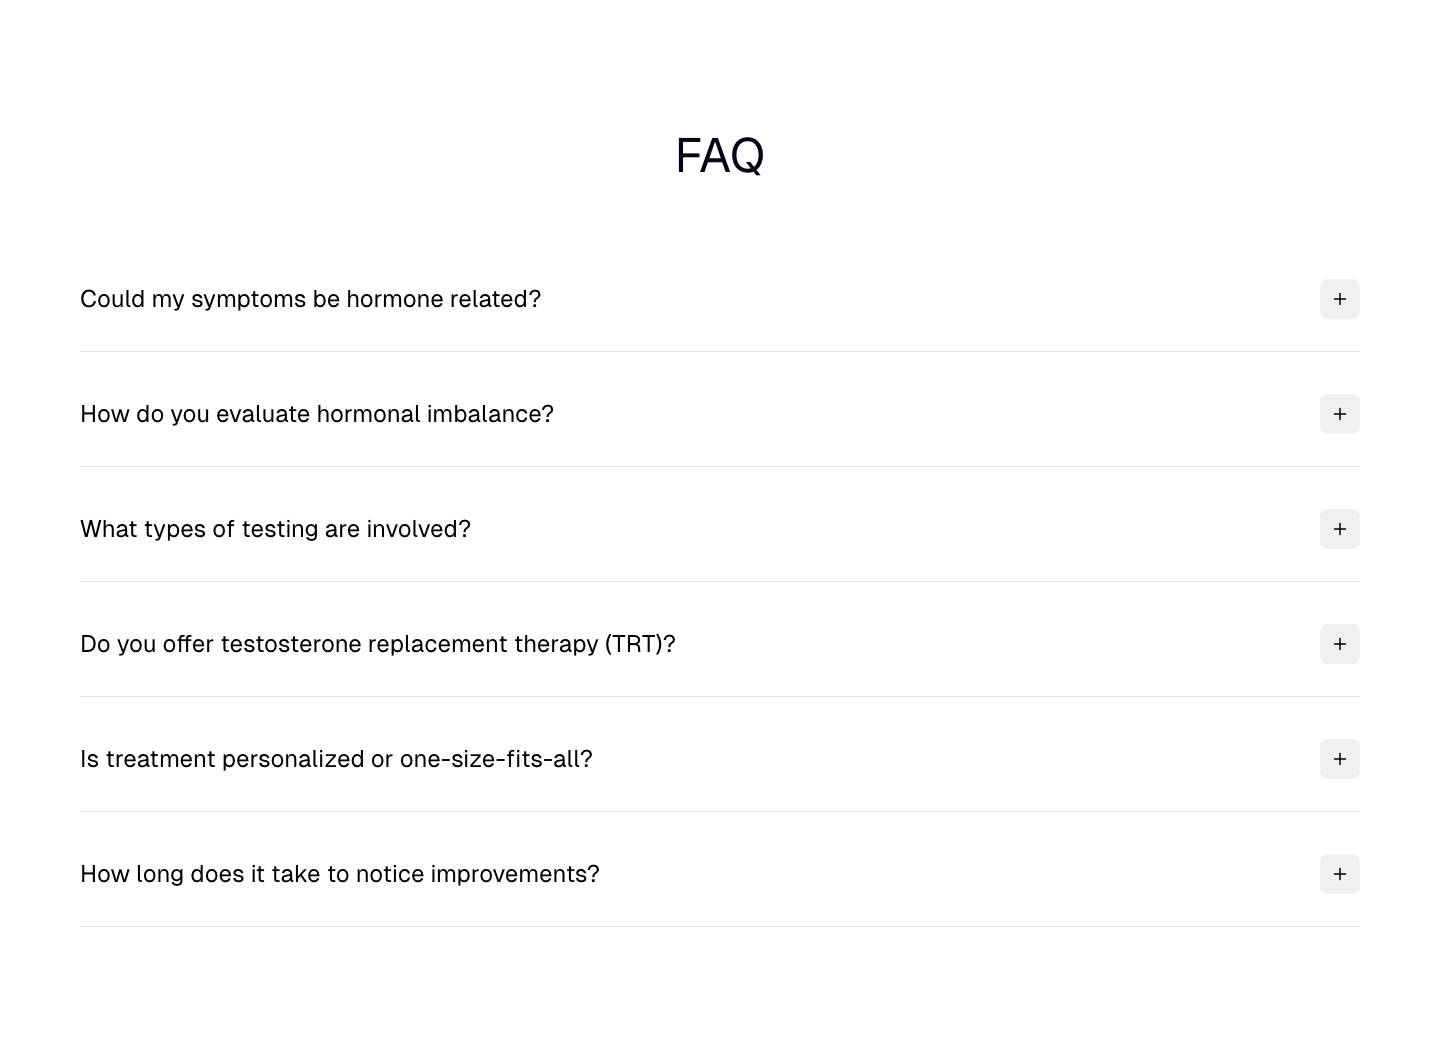 FAQ
Could my symptoms be hormone related?
How do you evaluate hormonal imbalance?
What types of testing are involved?
Do you offer testosterone replacement therapy (TRT)?
Is treatment personalized or one-size-fits-all?
How long does it take to notice improvements?